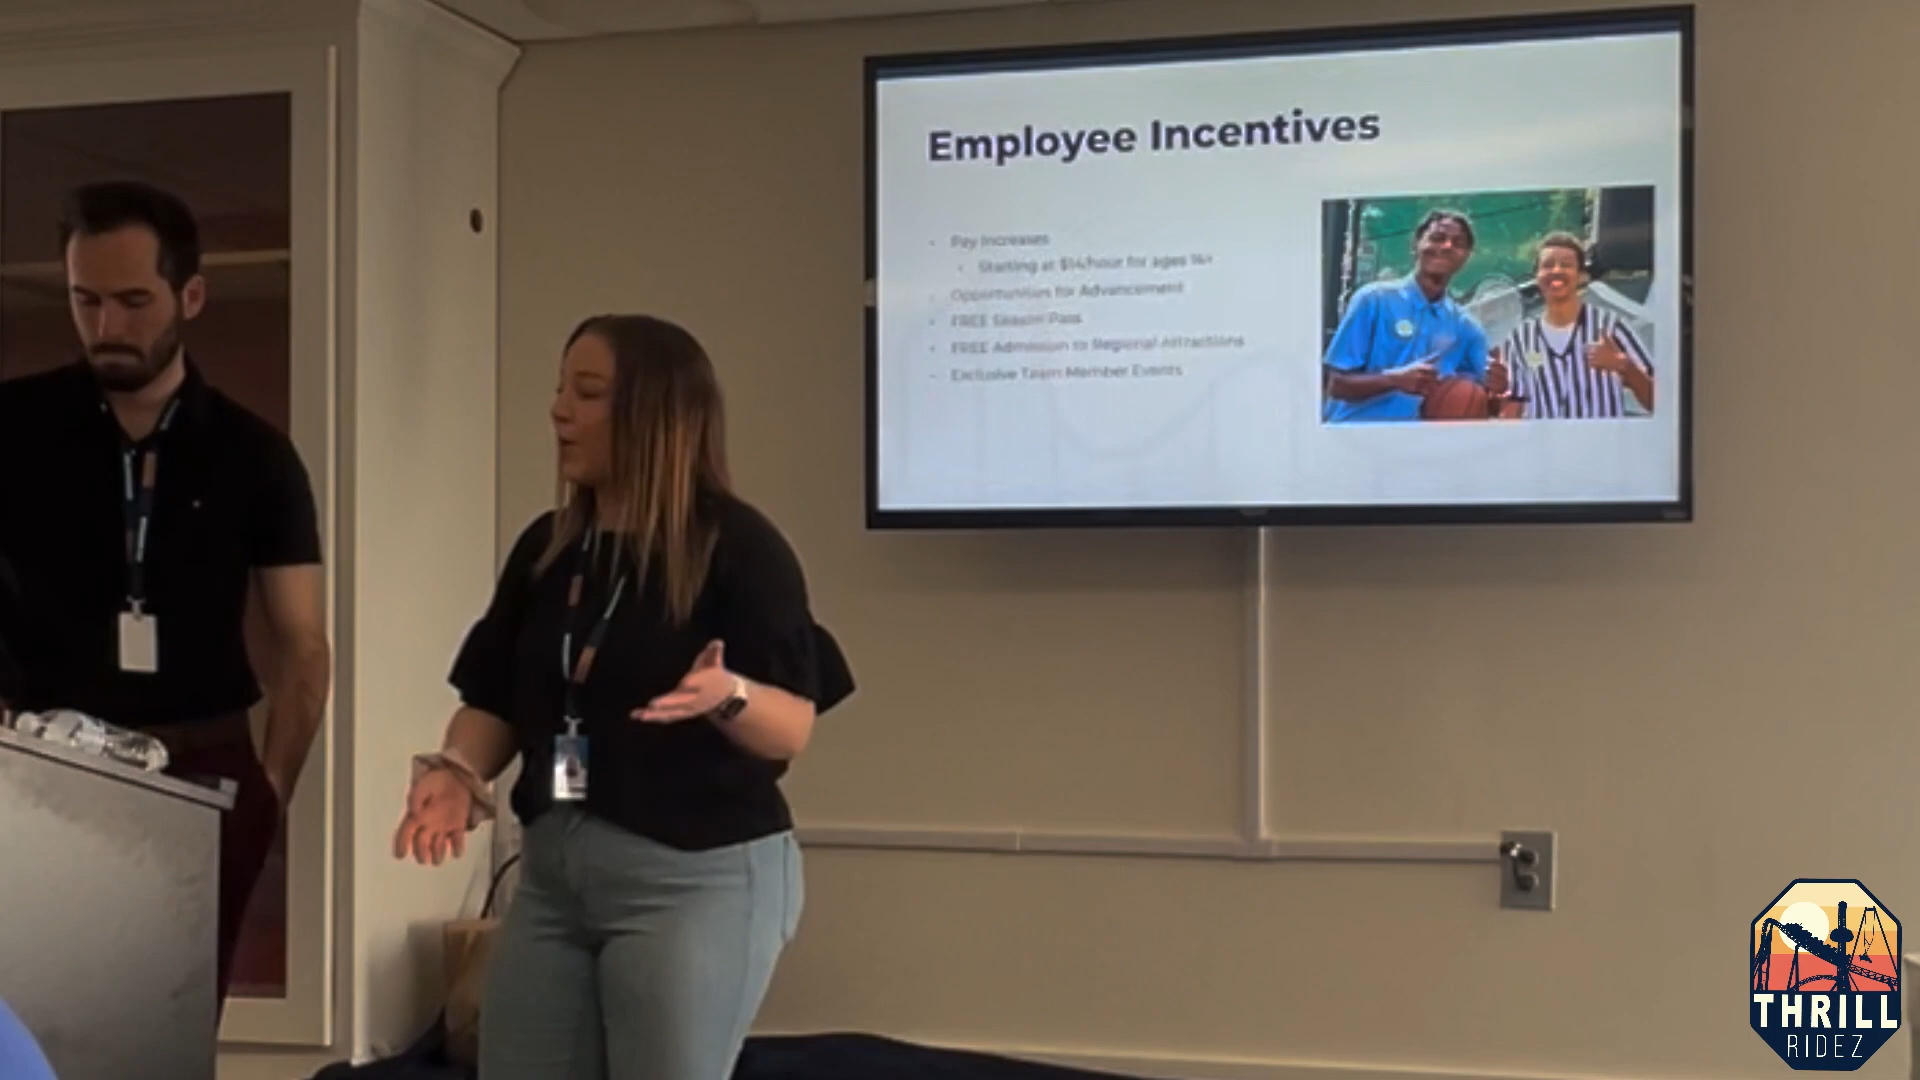 Employee Incentives
Pay Increases
Starting at $14/hour for ages 16+
Opportunities for Advancement
FREE Season Pass
FREE Admission to Regional Attractions
Exclusive Team Member Events
THRILL
RIDEZ